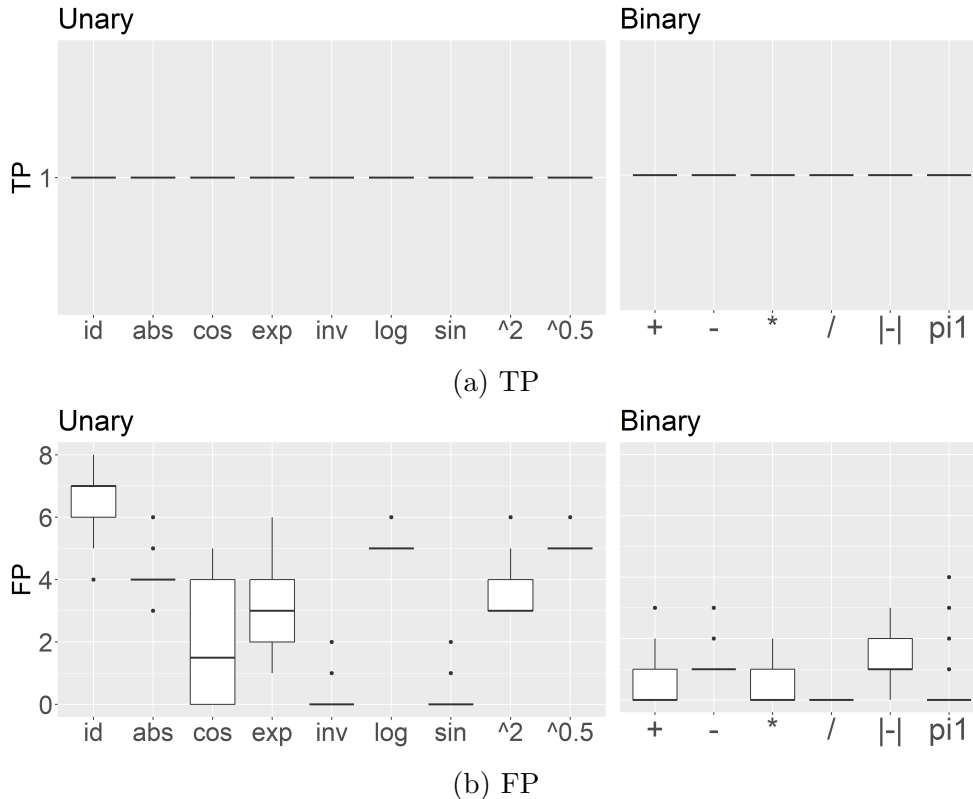 Unary Binary
TP
1
id abs cos exp inv log sin ^2 ^0.5 + - * / |-| pi1
(a) TP
Unary Binary
FP
8
6
4
2
0
id abs cos exp inv log sin ^2 ^0.5 + - * / |-| pi1
(b) FP